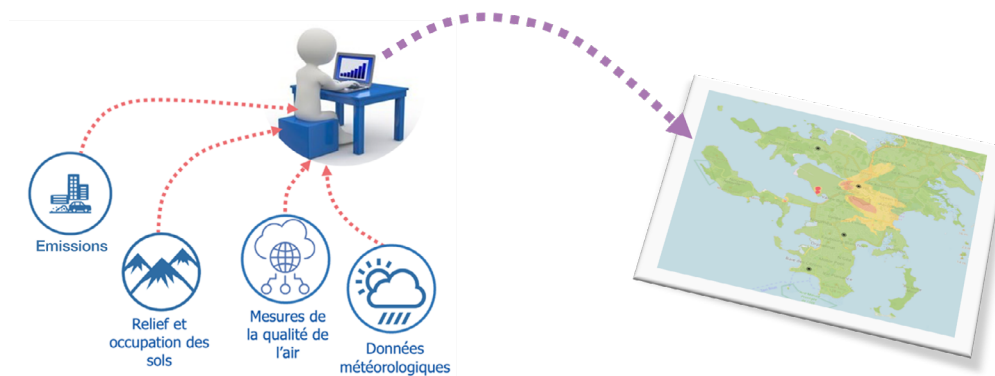 Emissions
Relief et
occupation des
sols
Mesures de
la qualité de
l'air
Données
météorologiques